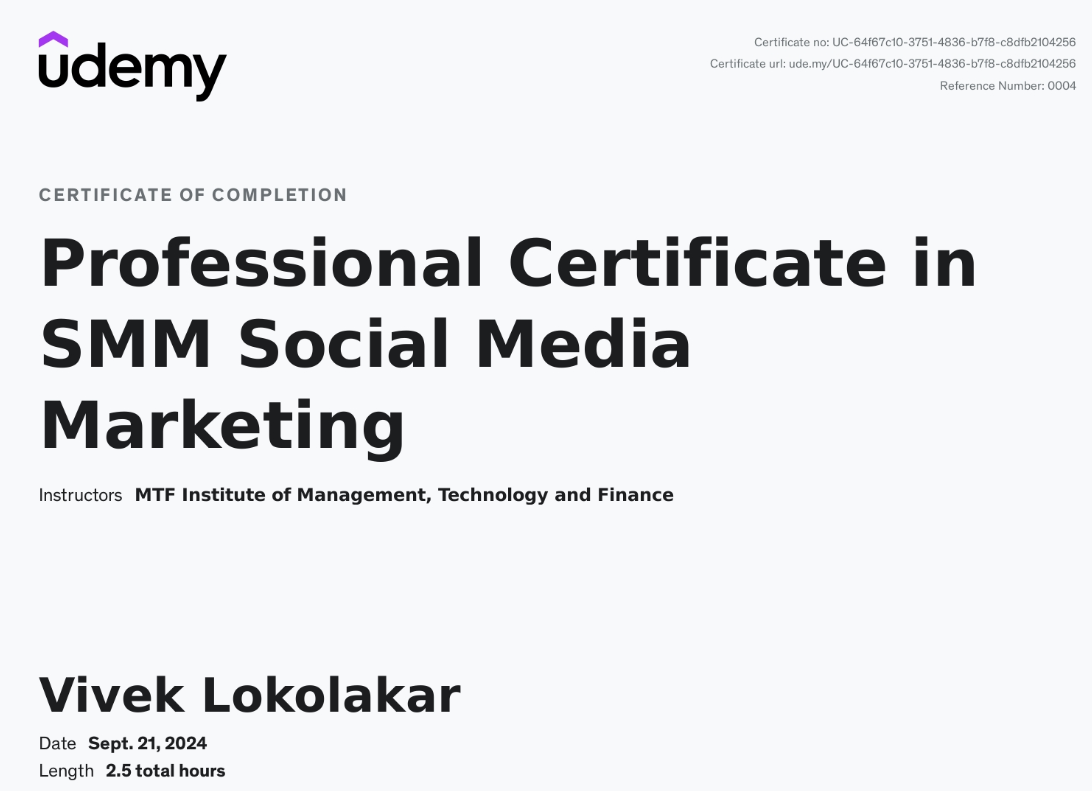 udemy
Certificate no: UC-64f67c10-3751-4836-b7f8-c8dfb2104256
Certificate url: ude.my/UC-64f67c10-3751-4836-b7f8-c8dfb2104256
Reference Number: 0004
CERTIFICATE OF COMPLETION
Professional Certificate in
SMM Social Media
Marketing
Instructors MTF Institute of Management, Technology and Finance
Vivek Lokolakar
Date Sept. 21, 2024
Length 2.5 total hours